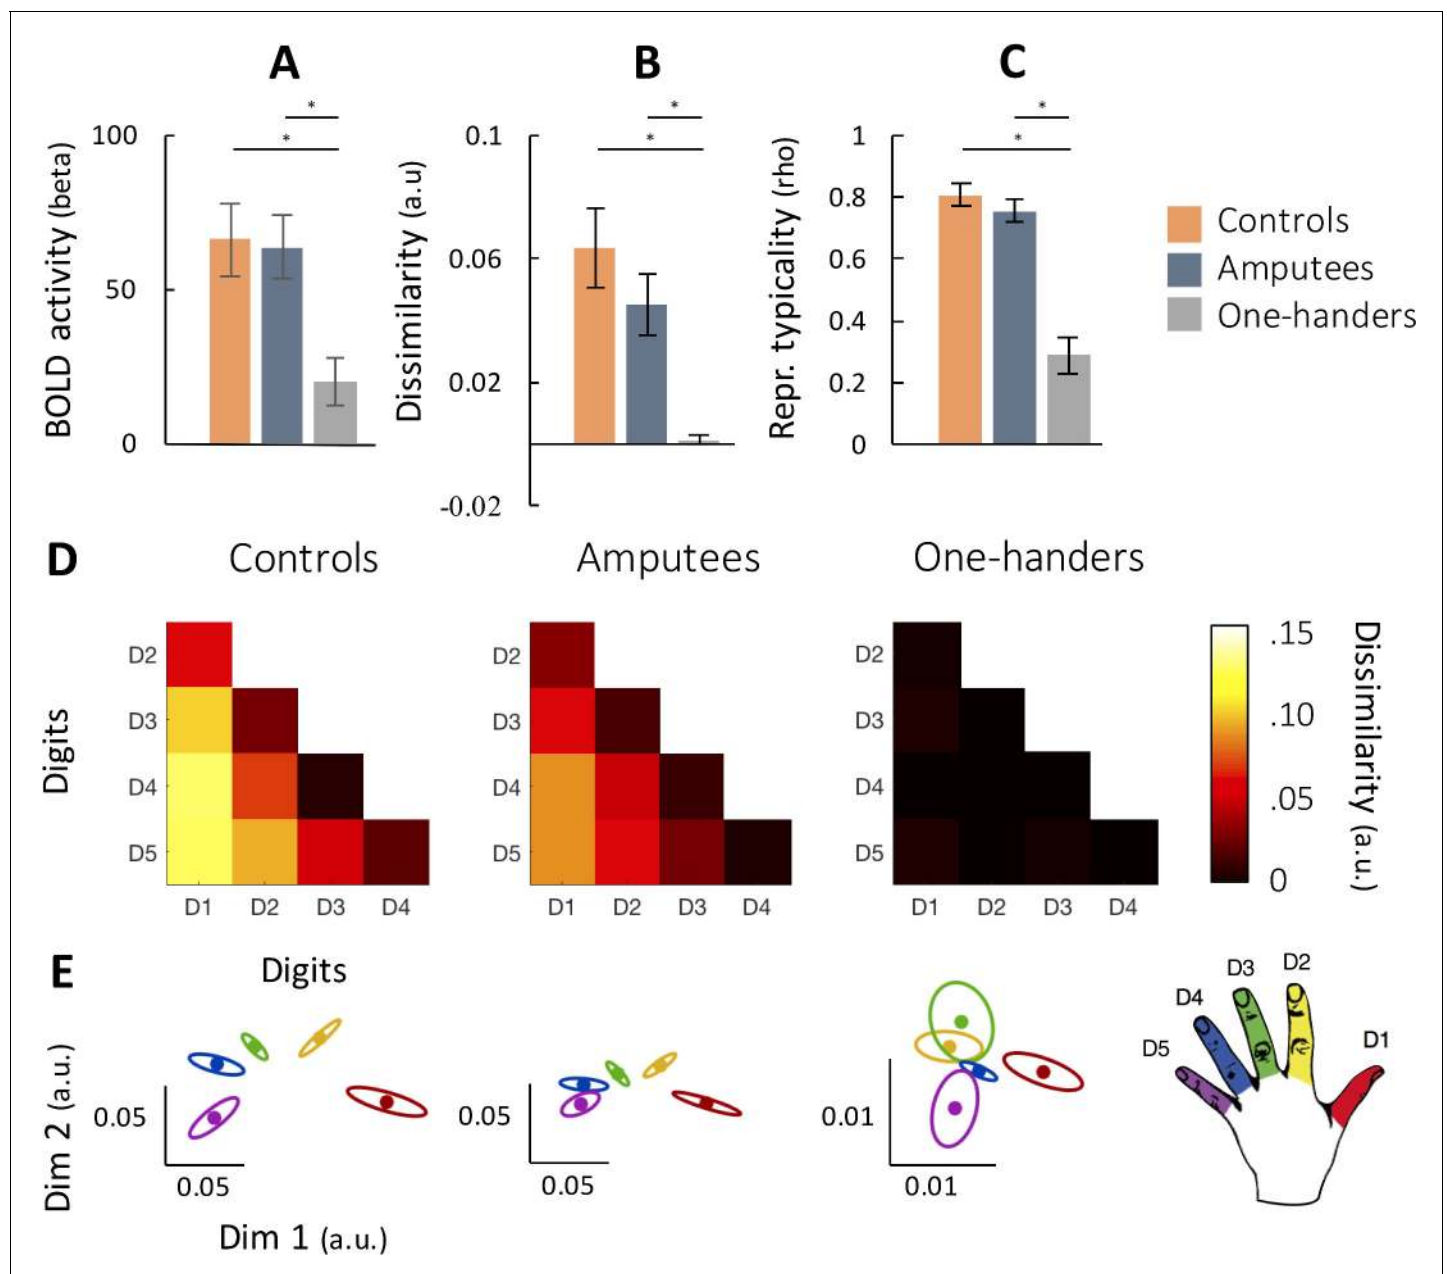 A
B
C
*
*
*
*
*
*
BOLD activity (beta)
100
50
0
Dissimilarity (a.u)
0.1
0.06
0.02
-0.02
Repr. typicality (rho)
1
0.8
0.6
0.4
0.2
0
Controls
Amputees
One-handers
D
Controls
Amputees
One-handers
Digits
D2
D3
D4
D5
D1 D2 D3 D4
D2
D3
D4
D5
D1 D2 D3 D4
D2
D3
D4
D5
D1 D2 D3 D4
.15
.10
.05
0
Dissimilarity (a.u.)
Digits
E
Dim 2 (a.u.)
0.05
0.05
0.05
0.05
0.01
0.01
Dim 1 (a.u.)
D5
D4
D3
D2
D1